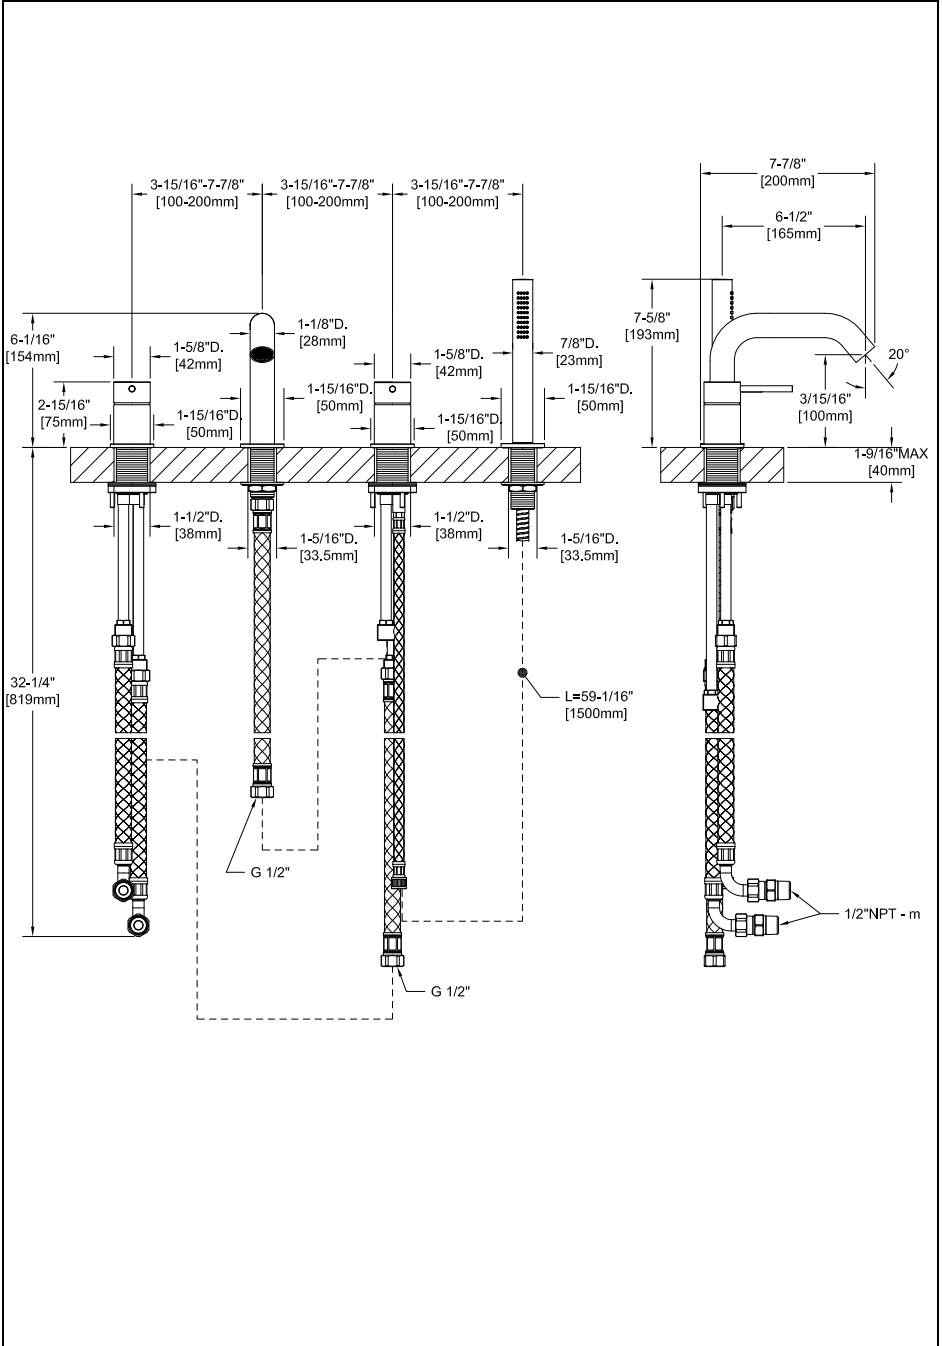 7-7/8"
[200mm]
3-15/16"-7-7/8"
[100-200mm]
3-15/16"-7-7/8"
[100-200mm]
3-15/16"-7-7/8"
[100-200mm]
6-1/2"
[165mm]
6-1/16"
[154mm]
1-1/8"D.
[28mm]
7-5/8"
[193mm]
1-5/8"D.
[42mm]
1-5/8"D.
[42mm]
7/8"D.
[23mm]
20°
2-15/16"
[75mm]
1-15/16"D.
[50mm]
1-15/16"D.
[50mm]
1-15/16"D.
[50mm]
1-15/16"D.
[50mm]
3/15/16"
[100mm]
1-9/16"MAX
[40mm]
1-1/2"D.
[38mm]
1-5/16"D.
[33.5mm]
1-1/2"D.
[38mm]
1-5/16"D.
[33.5mm]
32-1/4"
[819mm]
L=59-1/16"
[1500mm]
G 1/2"
1/2"NPT - m
G 1/2"